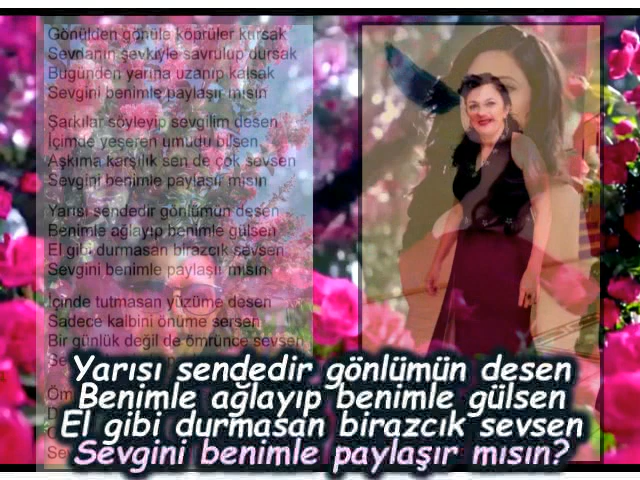 Gönülden gönüle köprüler kursak
Sevdanın şevkiyle savrulup dursak
Bugünden yarına uzanıp kalsak
Sevgini benimle paylaşır mısın
Şarkılar söyleyip sevgilim desen
İçimde yeşeren umudu bilsen
Aşkıma karşılık sen de çok sevsen
Sevgini benimle paylaşır mısın
Yarısı sendedir gönlümün desen
Benimle ağlayıp benimle gülsen
El gibi durmasan birazcık sevsen
Sevgini benimle paylaşır mısın
İçinde tutmasan yüzüme desen
Sadece kalbini önüme sersen
Bir günlük değil de ömrünce sevsen
Yarısı sendedir gönlümün desen
Benimle ağlayıp benimle gülsen
El gibi durmasan birazcık sevsen
Sevgini benimle paylaşır mısın?